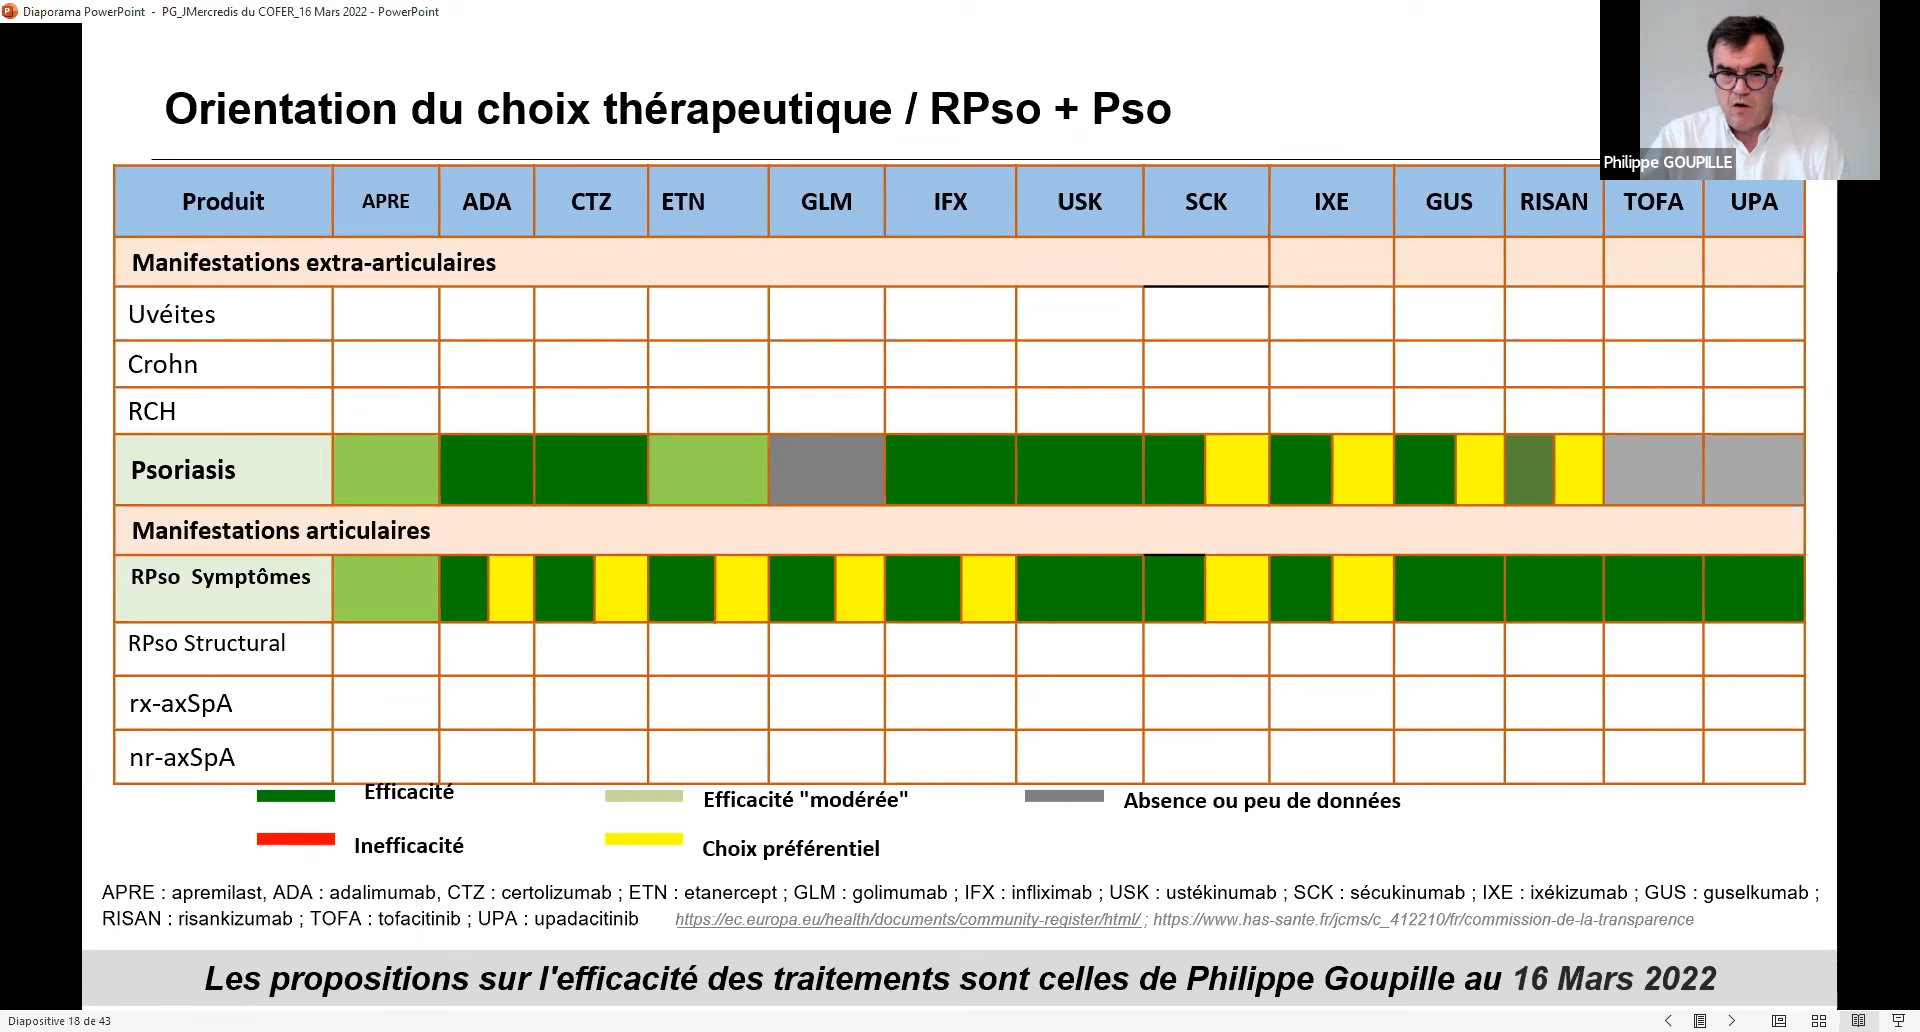 Diaporama PowerPoint - PG_JMercredis du COFER_16 Mars 2022 - PowerPoint
Orientation du choix thérapeutique / RPso + Pso
Philippe GOUPILLE
Produit APRE ADA CTZ ETN GLM IFX USK SCK IXE GUS RISAN TOFA UPA
Manifestations extra-articulaires
Uvéites
Crohn
RCH
Psoriasis
Manifestations articulaires
RPso Symptômes
RPso Structural
rx-axSpA
nr-axSpA
Efficacité Efficacité "modérée" Absence ou peu de données
Inefficacité Choix préférentiel
APRE : apremilast, ADA : adalimumab, CTZ : certolizumab ; ETN : etanercept ; GLM : golimumab ; IFX : infliximab ; USK : ustékinumab ; SCK : sécukinumab ; IXE : ixékizumab ; GUS : guselkumab ;
RISAN : risankizumab ; TOFA : tofacitinib ; UPA : upadacitinib https://ec.europa.eu/health/documents/community-register/html/ ; https://www.has-sante.fr/jcms/c_412210/fr/commission-de-la-transparence
Les propositions sur l'efficacité des traitements sont celles de Philippe Goupille au 16 Mars 2022
Diapositive 18 de 43